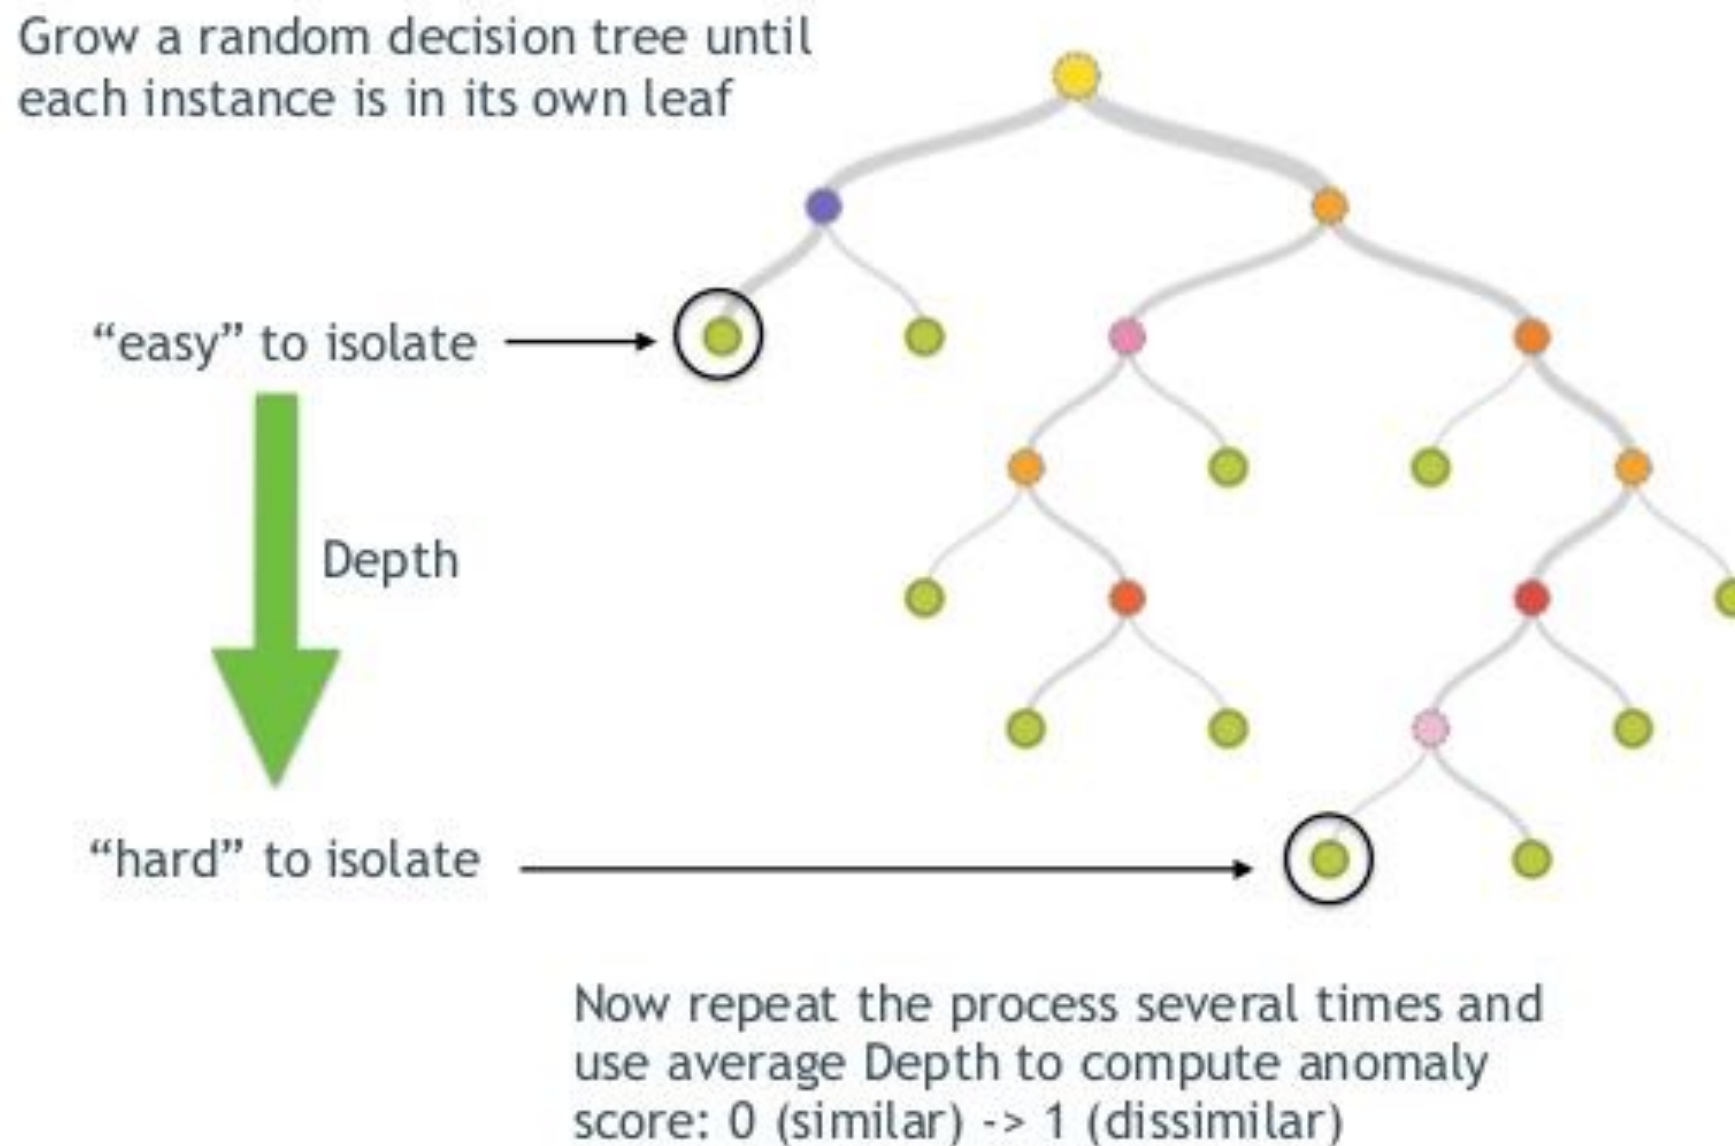 Grow a random decision tree until
each instance is in its own leaf
“easy” to isolate
Depth
“hard” to isolate
Now repeat the process several times and
use average Depth to compute anomaly
score: 0 (similar) -> 1 (dissimilar)